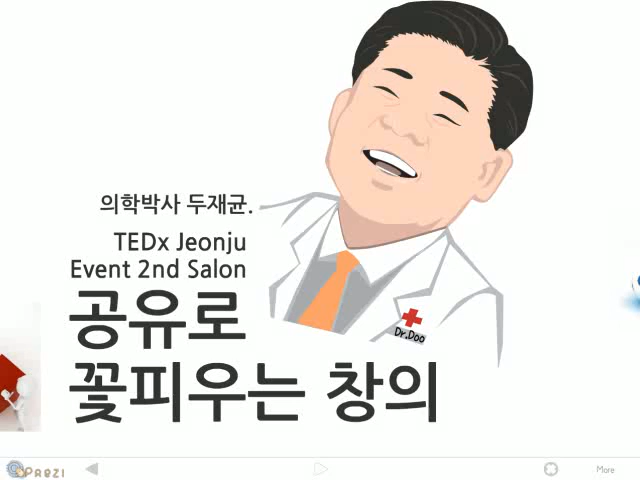 의학박사 두재균.
TEDx Jeonju
Event 2nd Salon
공유로
꽃피우는 창의
Dr.Doo
PREZI
More